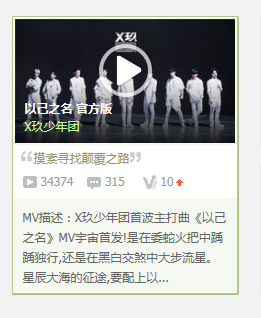 X玖
以己之名 官方版
X玖少年团
“摸索寻找颠覆之路”
34374 315 10
MV描述：X玖少年团首波主打曲《以己
之名》MV宇宙首发!是在委蛇火把中踽
踽独行,还是在黑白交煞中大步流星。
星辰大海的征途,要配上以...